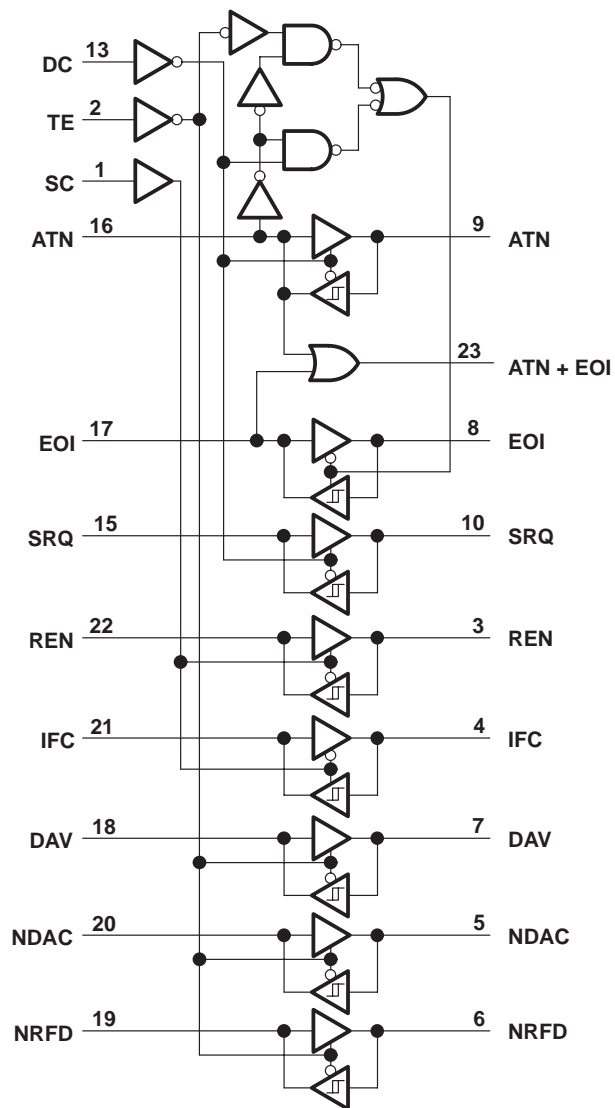 DC 13
TE 2
SC 1
ATN 16 9 ATN
23 ATN + EOI
EOI 17 8 EOI
SRQ 15 10 SRQ
REN 22 3 REN
IFC 21 4 IFC
DAV 18 7 DAV
NDAC 20 5 NDAC
NRFD 19 6 NRFD